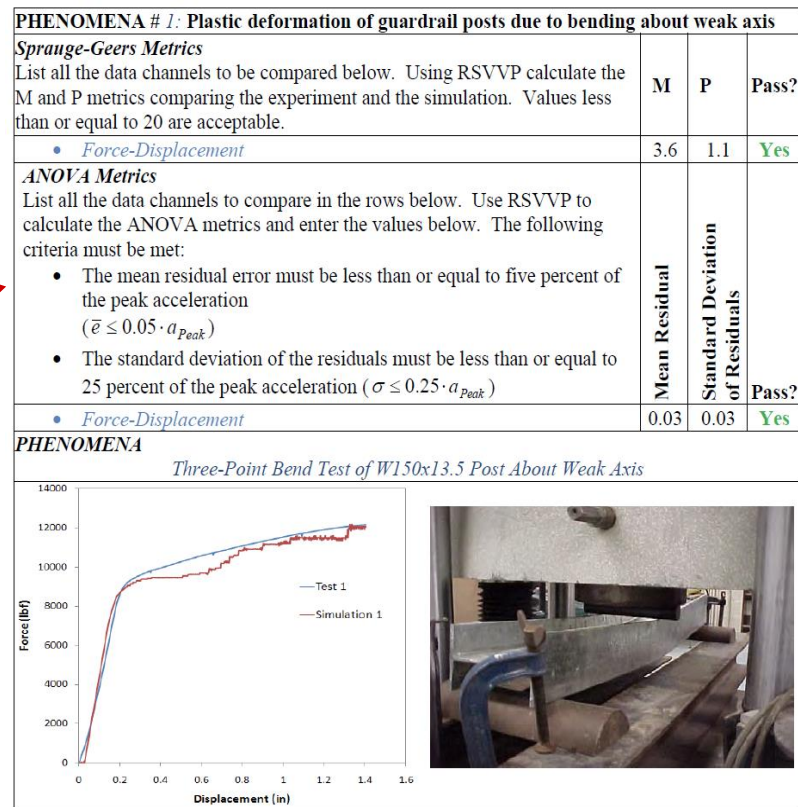 PHENOMENA # 1: Plastic deformation of guardrail posts due to bending about weak axis
Sprauge-Geers Metrics
List all the data channels to be compared below. Using RSVVP calculate the
M and P metrics comparing the experiment and the simulation. Values less
than or equal to 20 are acceptable.
M P Pass?
• Force-Displacement 3.6 1.1 Yes
ANOVA Metrics
List all the data channels to compare in the rows below. Use RSVVP to
calculate the ANOVA metrics and enter the values below. The following
criteria must be met:
• The mean residual error must be less than or equal to five percent of
the peak acceleration
(e̅ ≤ 0.05·aPeak)
• The standard deviation of the residuals must be less than or equal to
25 percent of the peak acceleration (σ ≤ 0.25·aPeak)
Mean Residual
Standard Deviation
of Residuals
Pass?
• Force-Displacement 0.03 0.03 Yes
PHENOMENA
Three-Point Bend Test of W150x13.5 Post About Weak Axis
14000
12000
10000
8000
6000
4000
2000
0
Force (lbf)
Test 1
Simulation 1
0 0.2 0.4 0.6 0.8 1 1.2 1.4 1.6
Displacement (in)